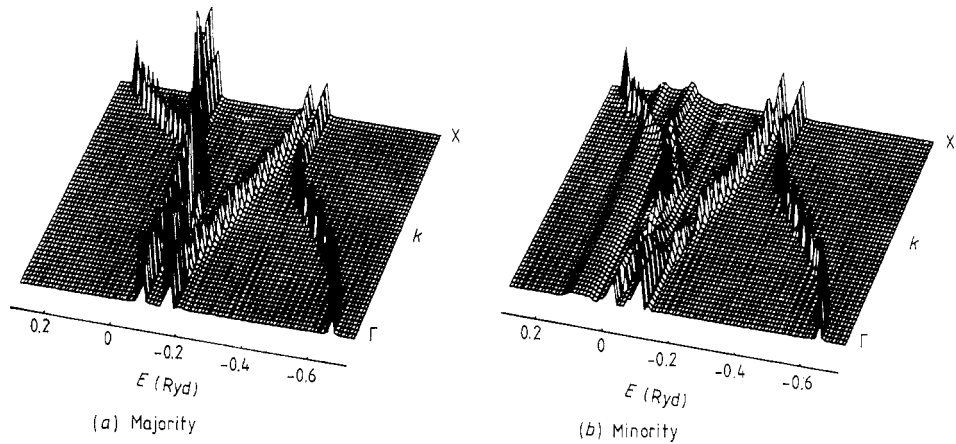 X
k
Γ
0.2
0
-0.2
-0.4
-0.6
E (Ryd)
(a) Majority
X
k
Γ
0.2
0
-0.2
-0.4
-0.6
E (Ryd)
(b) Minority